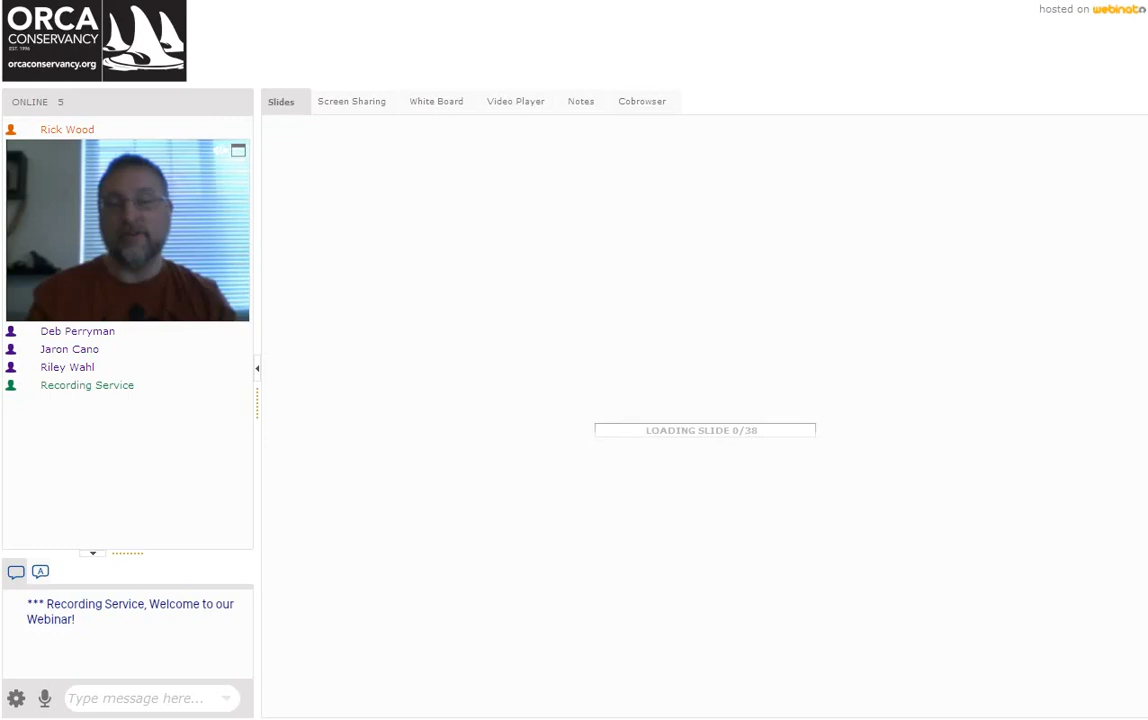 ORCA
CONSERVANCY
EST. 1996
orcaconservancy.org
hosted on webinato
ONLINE 5
Slides
Screen Sharing
White Board
Video Player
Notes
Cobrowser
Rick Wood
Deb Perryman
Jaron Cano
Riley Wahl
Recording Service
LOADING SLIDE 0/38
A
*** Recording Service, Welcome to our
Webinar!
Type message here...